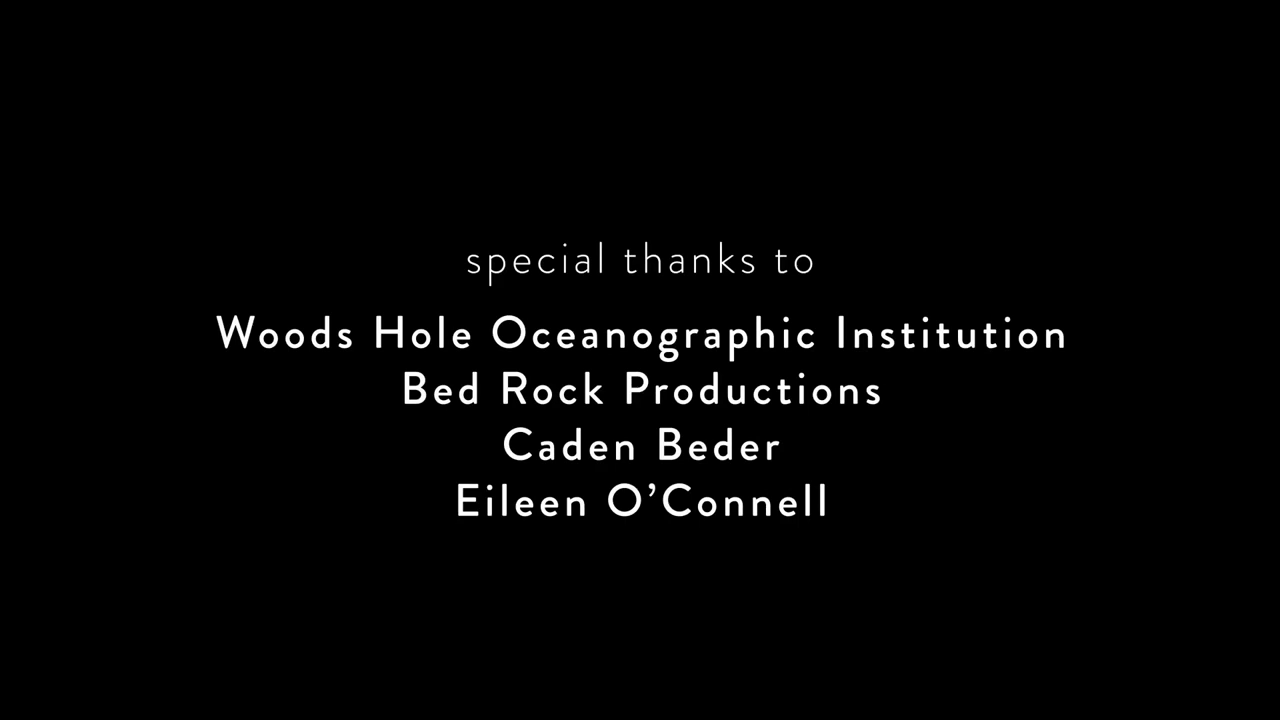 special thanks to
Woods Hole Oceanographic Institution
Bed Rock Productions
Caden Beder
Eileen O’Connell